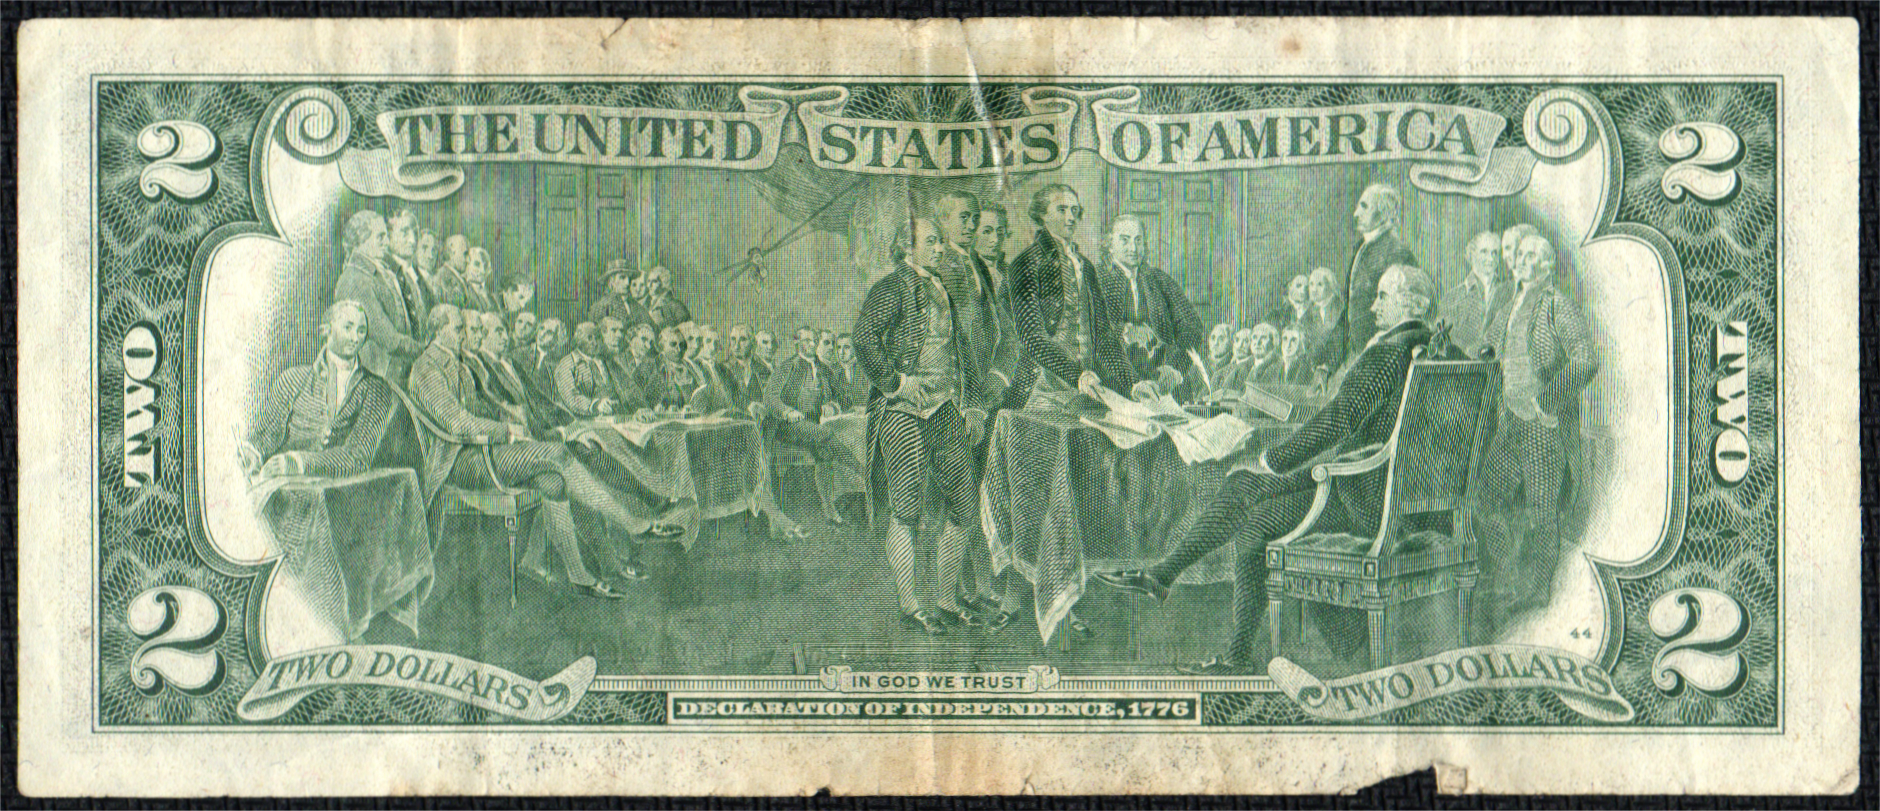 THE UNITED STATES OF AMERICA
2
2
TWO
TWO
44
2
2
TWO DOLLARS
TWO DOLLARS
IN GOD WE TRUST
DECLARATION OF INDEPENDENCE, 1776